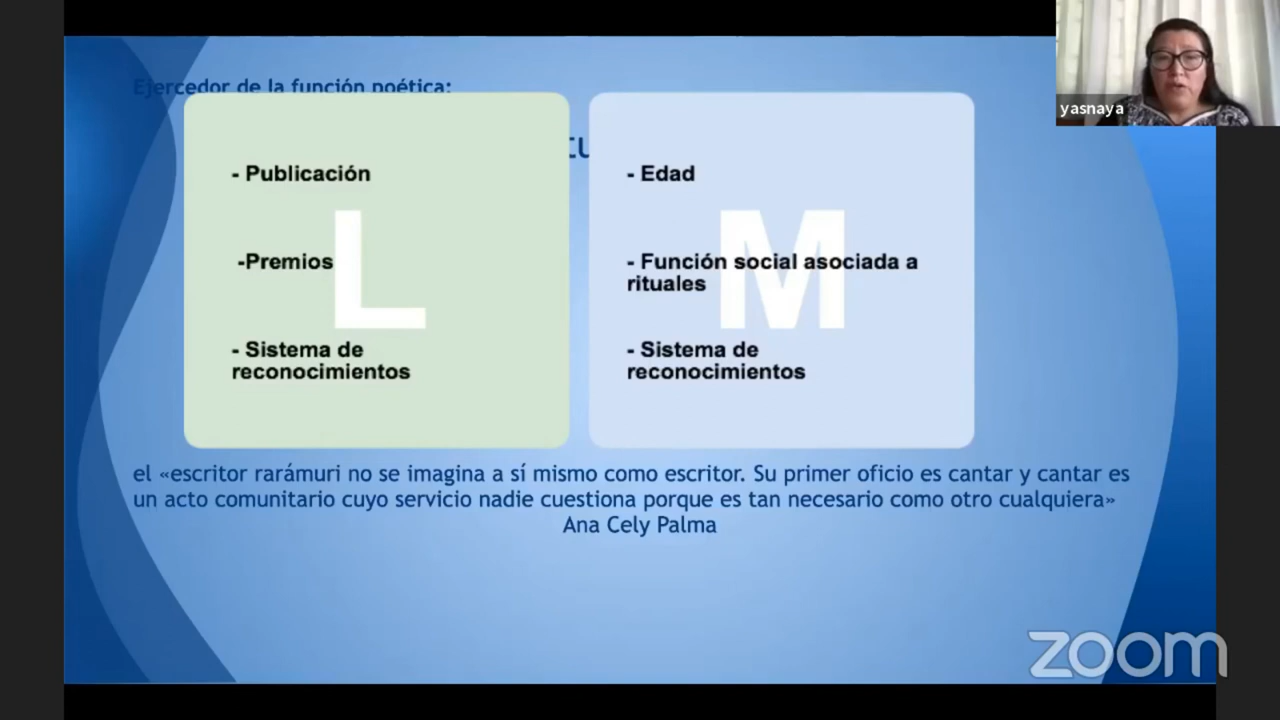 Ejercedor de la función poética:
- Publicación
-Premios
- Sistema de
reconocimientos
L
- Edad
- Función social asociada a
rituales
- Sistema de
reconocimientos
M
el «escritor rarámuri no se imagina a sí mismo como escritor. Su primer oficio es cantar y cantar es
un acto comunitario cuyo servicio nadie cuestiona porque es tan necesario como otro cualquiera»
Ana Cely Palma
yasnaya
zoom